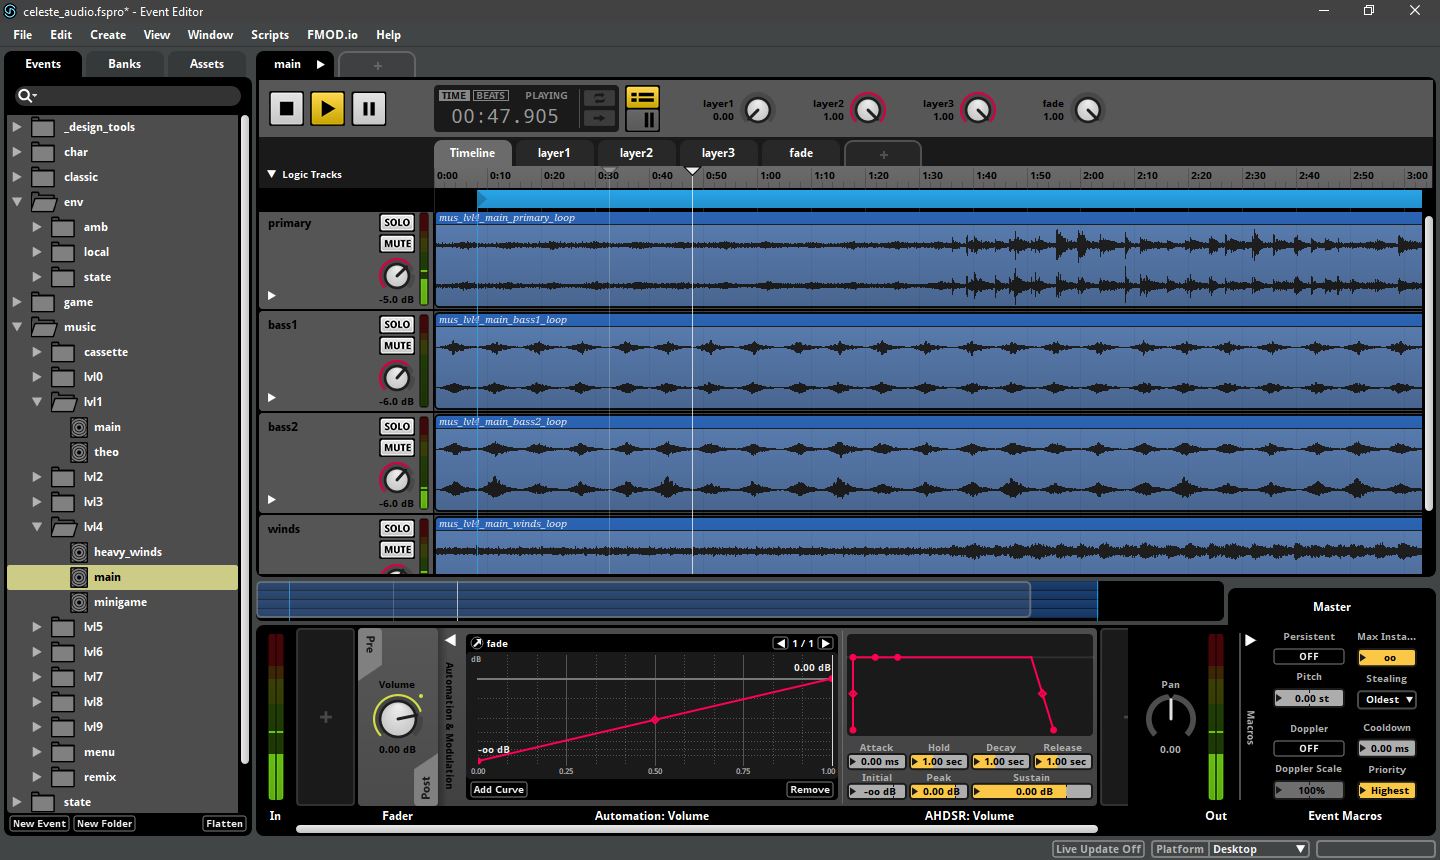 celeste_audio.fspro* - Event Editor
File Edit Create View Window Scripts FMOD.io Help
Events Banks Assets
main
_design_tools
char
classic
env
amb
local
state
game
music
cassette
lvl0
lvl1
main
theo
lvl2
lvl3
lvl4
heavy_winds
main
minigame
lvl5
lvl6
lvl7
lvl8
lvl9
menu
remix
state
New Event New Folder Flatten
TIME BEATS PLAYING
00:47.905
layer1 0.00
layer2 1.00
layer3 1.00
fade 1.00
Timeline layer1 layer2 layer3 fade
Logic Tracks
0:00 0:10 0:20 0:30 0:40 0:50 1:00 1:10 1:20 1:30 1:40 1:50 2:00 2:10 2:20 2:30 2:40 2:50 3:00
primary SOLO MUTE -5.0 dB
mus_lvl4_main_primary_loop
bass1 SOLO MUTE -6.0 dB
mus_lvl4_main_bass1_loop
bass2 SOLO MUTE -6.0 dB
mus_lvl4_main_bass2_loop
winds SOLO MUTE
mus_lvl4_main_winds_loop
In
Pre
Volume
0.00 dB
Post
Fader
Automation & Modulation
fade 1 / 1
dB
0.00 dB
-oo dB
0.00 0.25 0.50 0.75 1.00
Add Curve Remove
Automation: Volume
Attack Hold Decay Release
0.00 ms 1.00 sec 1.00 sec 1.00 sec
Initial Peak Sustain
-oo dB 0.00 dB 0.00 dB
AHDSR: Volume
Pan
0.00
Out
Macros
Master
Persistent Max Insta...
OFF oo
Pitch Stealing
0.00 st Oldest
Doppler Cooldown
OFF 0.00 ms
Doppler Scale Priority
100% Highest
Event Macros
Live Update Off Platform Desktop